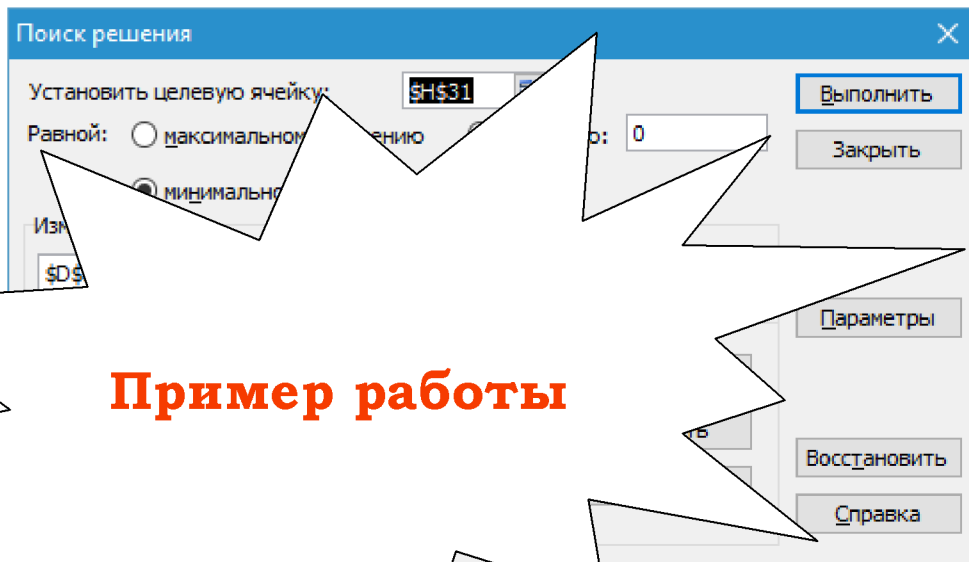 Поиск решения
Установить целевую ячейку: $H$31
Выполнить
Равной: максимальном ению о: 0
Закрыть
минимально
Изм
$D$
Параметры
Пример работы
ть
Восстановить
Справка